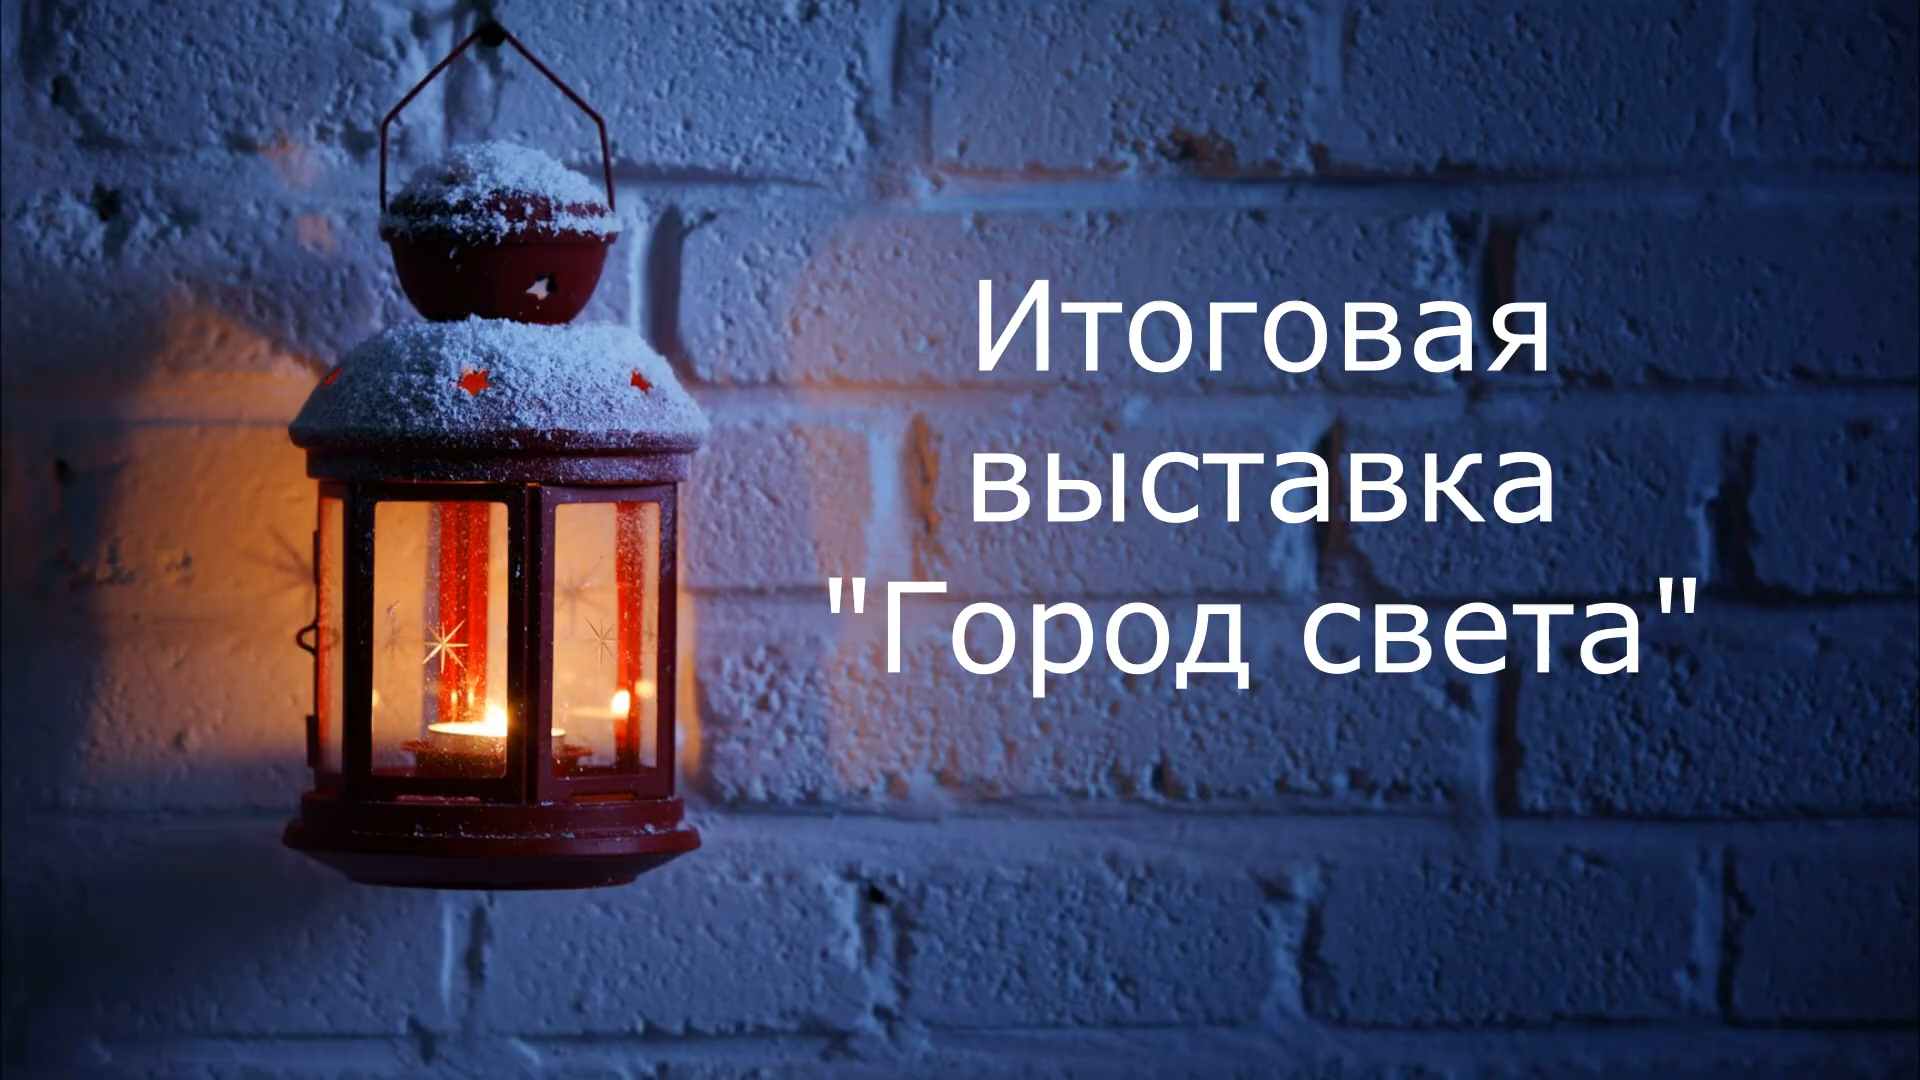 Итоговая
выставка
"Город света"